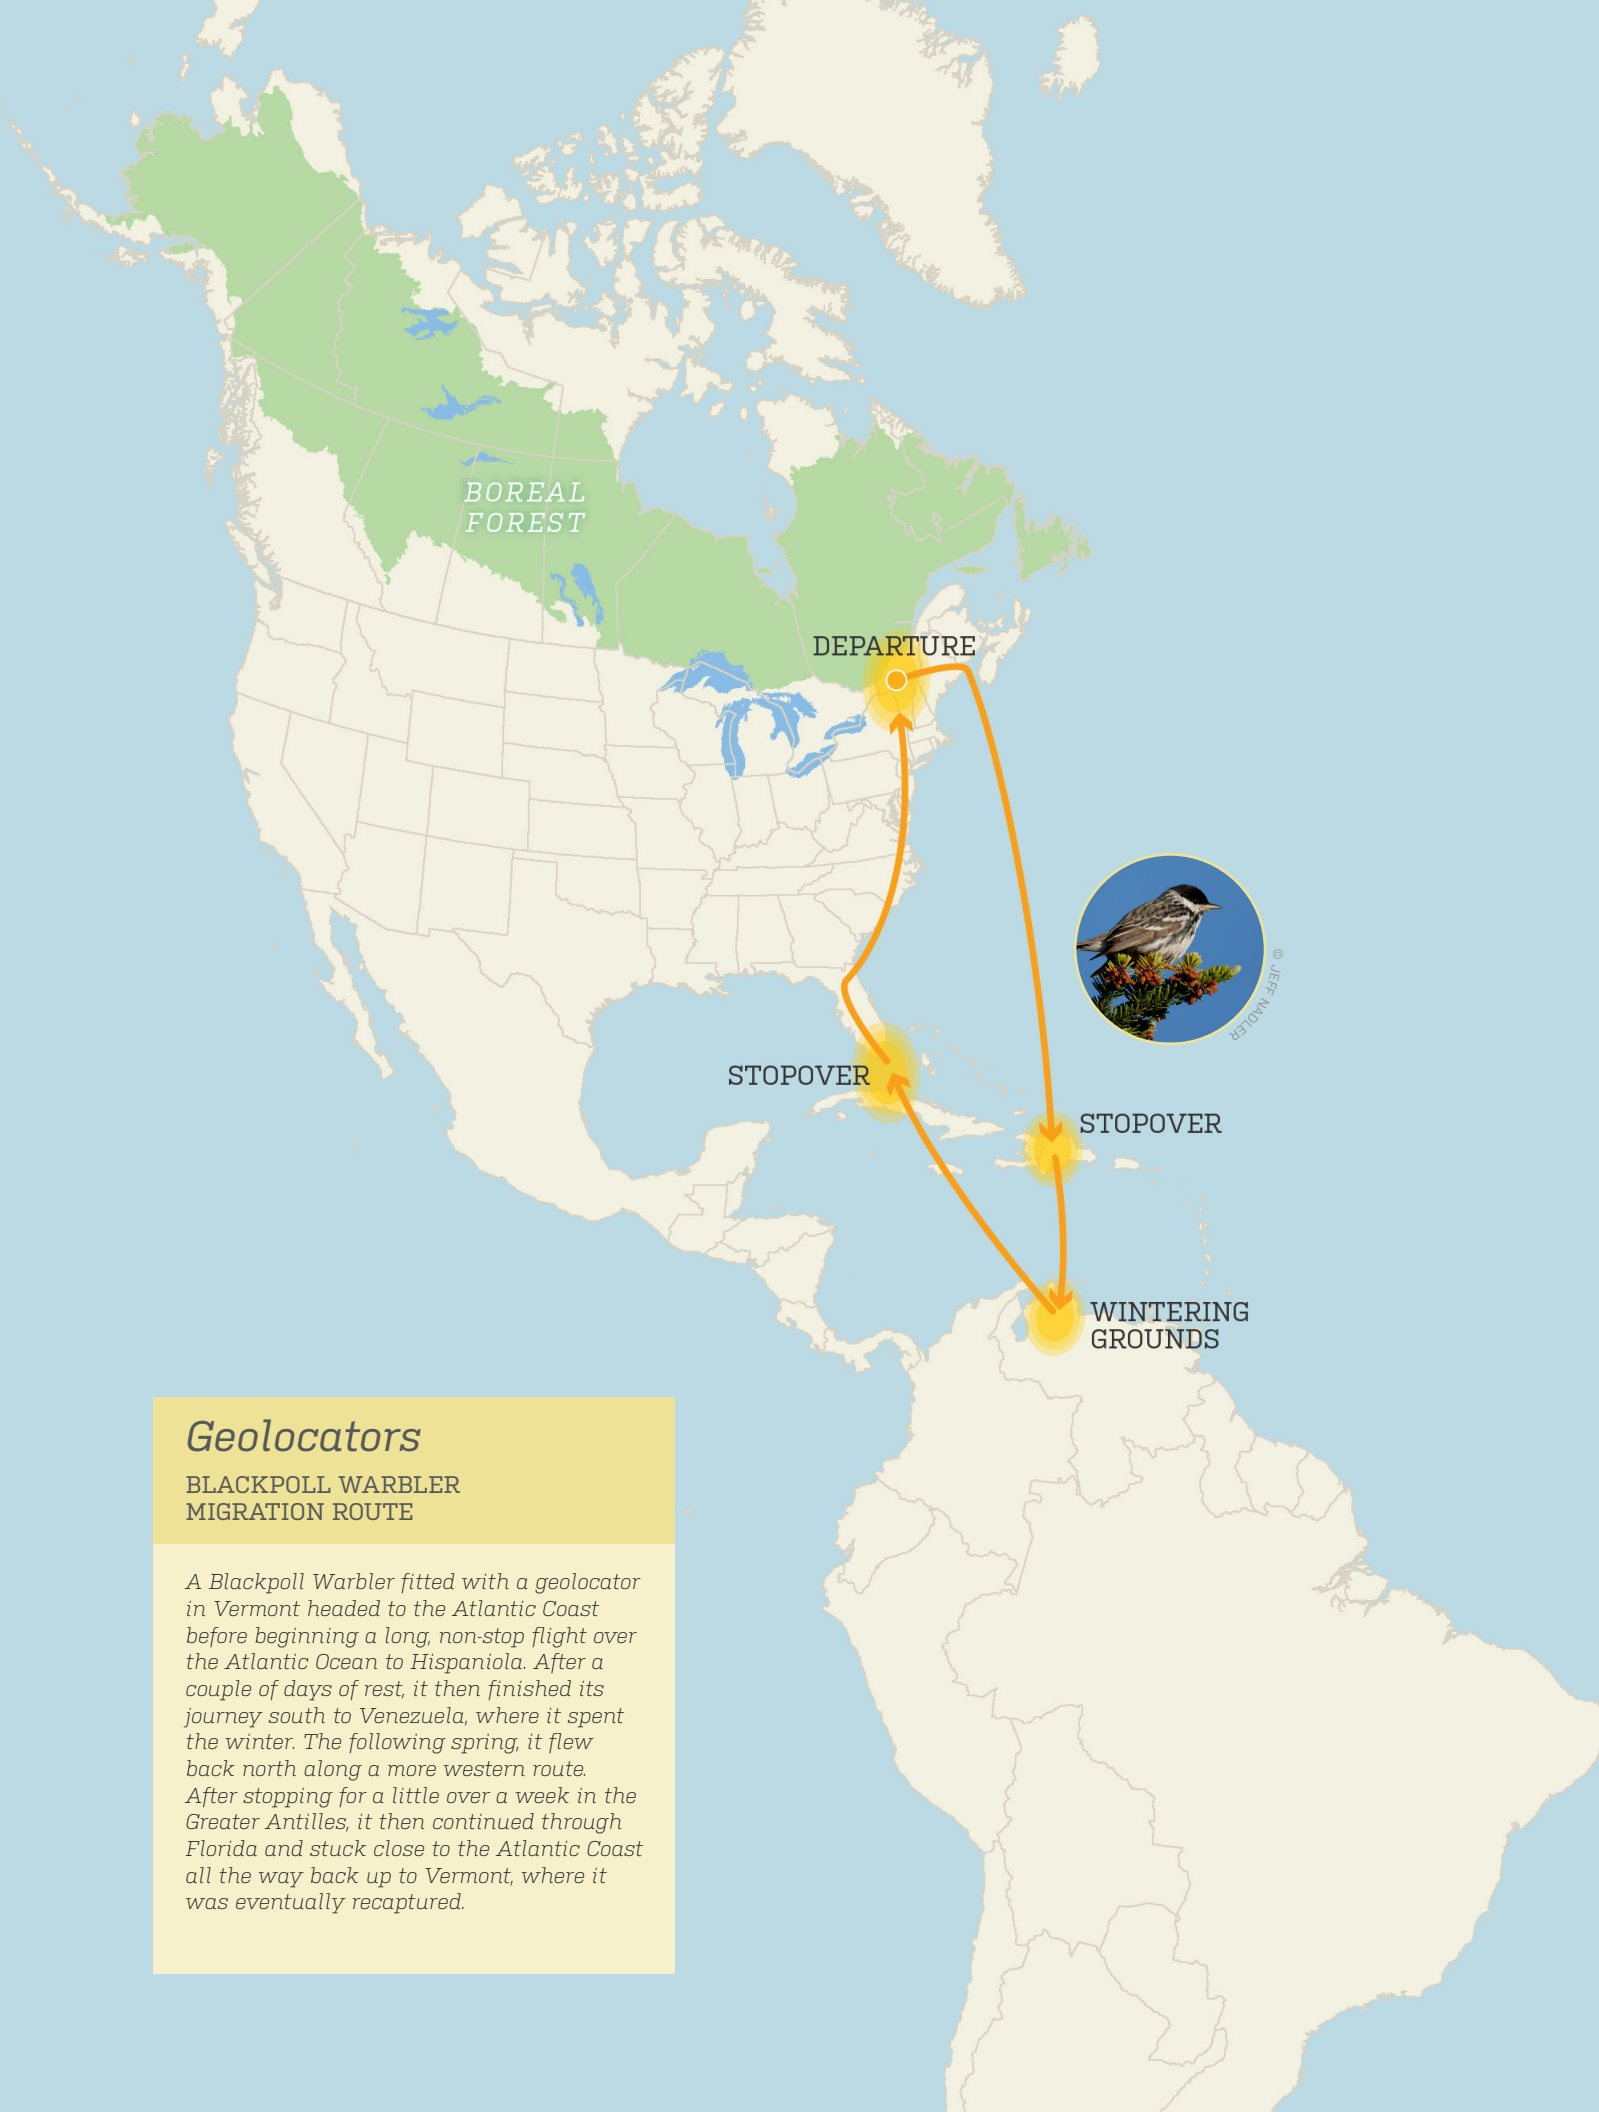 BOREAL
FOREST
DEPARTURE
© JEFF NADLER
STOPOVER
STOPOVER
WINTERING
GROUNDS
Geolocators
BLACKPOLL WARBLER
MIGRATION ROUTE
A Blackpoll Warbler fitted with a geolocator
in Vermont headed to the Atlantic Coast
before beginning a long, non-stop flight over
the Atlantic Ocean to Hispaniola. After a
couple of days of rest, it then finished its
journey south to Venezuela, where it spent
the winter. The following spring, it flew
back north along a more western route.
After stopping for a little over a week in the
Greater Antilles, it then continued through
Florida and stuck close to the Atlantic Coast
all the way back up to Vermont, where it
was eventually recaptured.